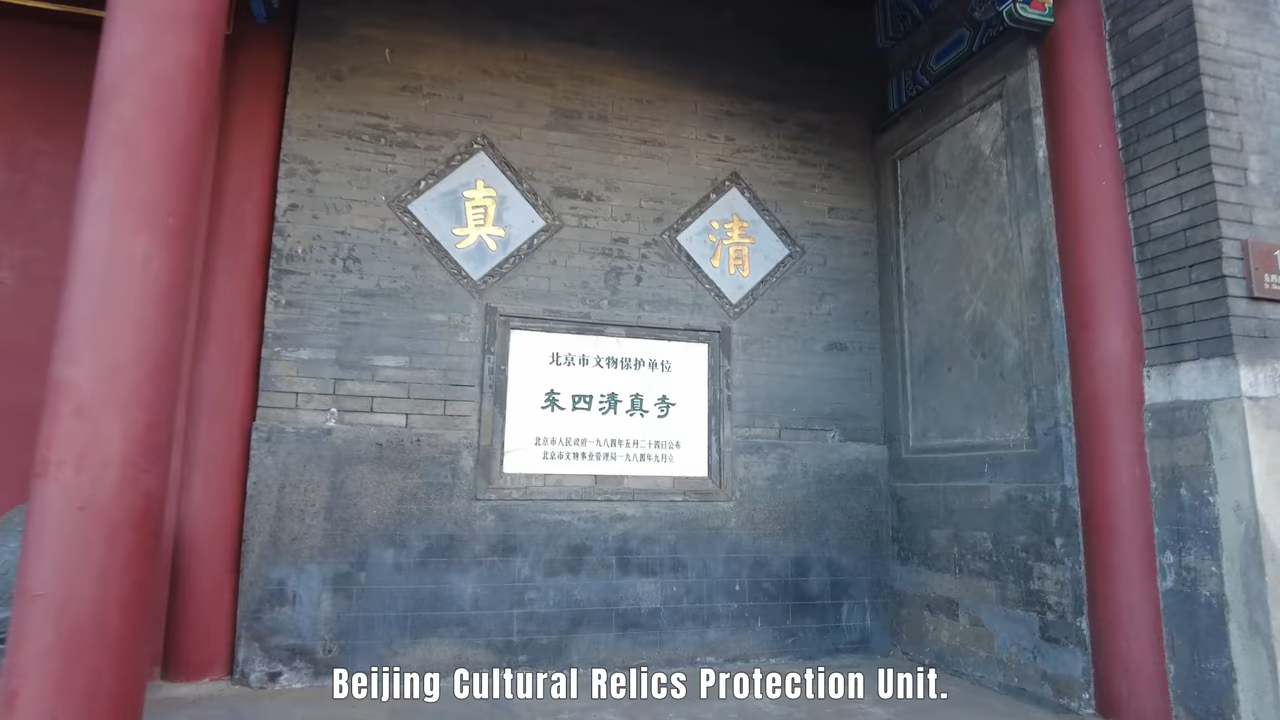 真 清
北京市文物保护单位
东四清真寺
北京市人民政府一九八四年五月二十四日公布
北京市文物事业管理局一九八四年九月立
Beijing Cultural Relics Protection Unit.